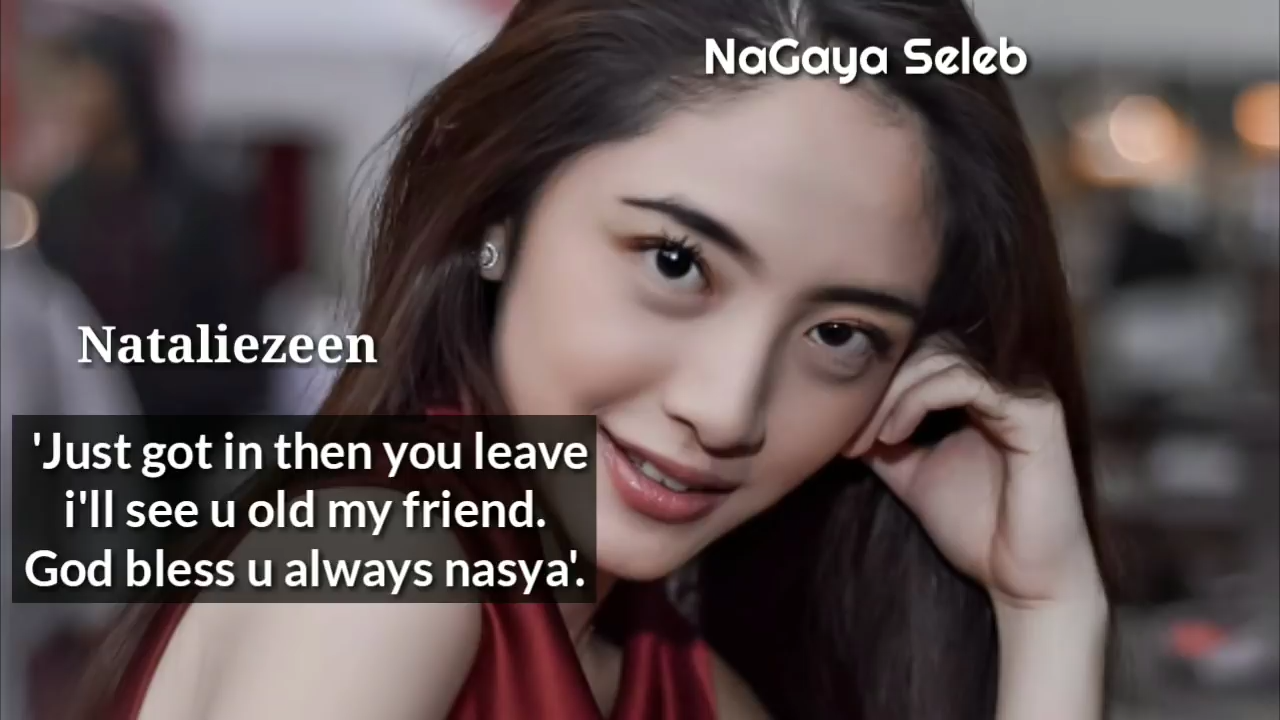 NaGaya Seleb
Nataliezeen
'Just got in then you leave
i'll see u old my friend.
God bless u always nasya'.